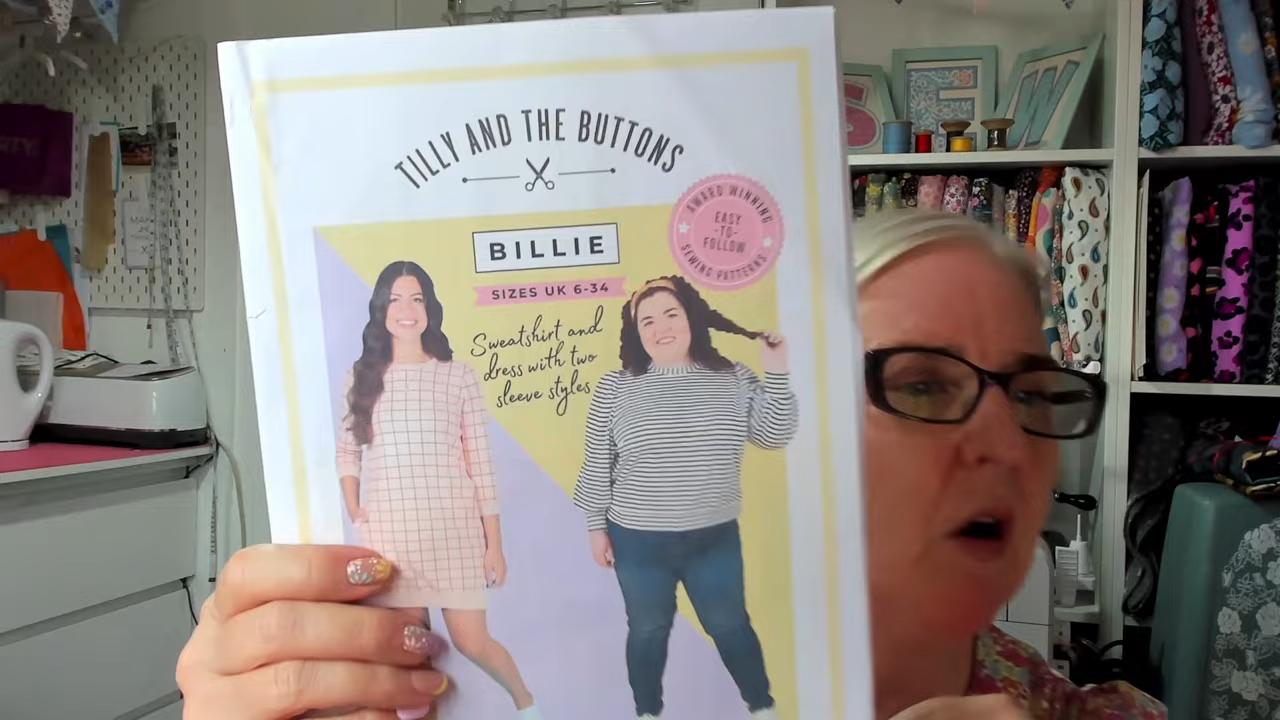 TILLY AND THE BUTTONS
BILLIE
SIZES UK 6-34
Sweatshirt and
dress with two
sleeve styles
AWARD WINNING
EASY
-TO-
FOLLOW
SEWING PATTERNS
SEW